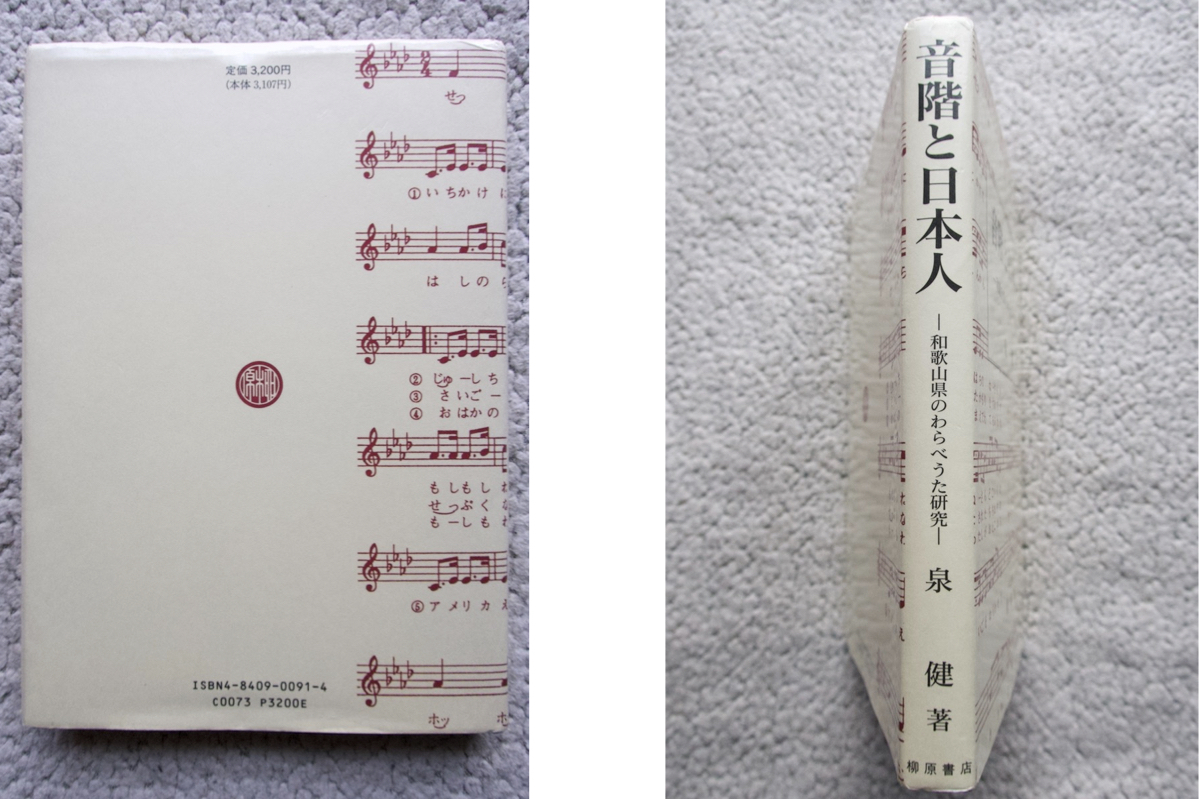 定価 3,200円
(本体 3,107円)
せっ
①いちかけ
はしの
②じゅーしち
③さいごー
④おはかの
もしもし
せっぷく
もーしも
⑤アメリカ
ホッ
ISBN4-8409-0091-4
C0073 P3200E
音階と日本人
―和歌山県のわらべうた研究―
泉 健 著
柳原書店